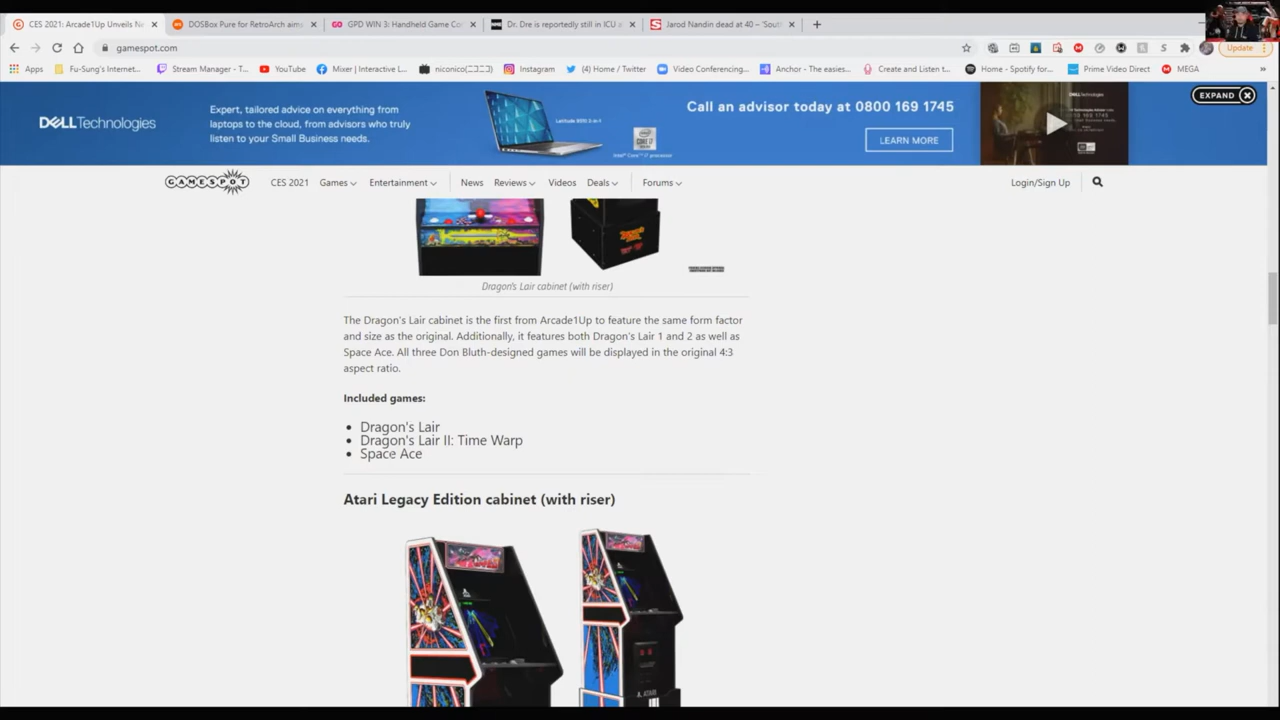 CES 2021: Arcade1Up Unveils Ne
DOSBox Pure for RetroArch aims
GPD WIN 3: Handheld Game Co
Dr. Dre is reportedly still in ICU a
Jarod Nandin dead at 40 – 'Sout
gamespot.com
Update
Apps
Fu-Sung's Internet...
Stream Manager - T...
YouTube
Mixer | Interactive L...
niconico(ニコニコ)
Instagram
(4) Home / Twitter
Video Conferencing...
Anchor - The easies...
Create and Listen t...
Home - Spotify for...
Prime Video Direct
MEGA
DELLTechnologies
Expert, tailored advice on everything from
laptops to the cloud, from advisors who truly
listen to your Small Business needs.
Call an advisor today at 0800 169 1745
LEARN MORE
EXPAND
GAMESPOT
CES 2021
Games
Entertainment
News
Reviews
Videos
Deals
Forums
Login/Sign Up
Dragon's Lair cabinet (with riser)
The Dragon's Lair cabinet is the first from Arcade1Up to feature the same form factor
and size as the original. Additionally, it features both Dragon's Lair 1 and 2 as well as
Space Ace. All three Don Bluth-designed games will be displayed in the original 4:3
aspect ratio.
Included games:
Dragon's Lair
Dragon's Lair II: Time Warp
Space Ace
Atari Legacy Edition cabinet (with riser)
ATARI